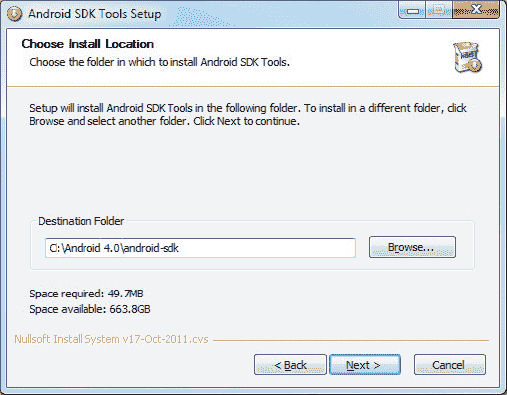 Android SDK Tools Setup
Choose Install Location
Choose the folder in which to install Android SDK Tools.
Setup will install Android SDK Tools in the following folder. To install in a different folder, click
Browse and select another folder. Click Next to continue.
Destination Folder
C:\Android 4.0\android-sdk
Browse...
Space required: 49.7MB
Space available: 663.8GB
Nullsoft Install System v17-Oct-2011.cvs
< Back
Next >
Cancel